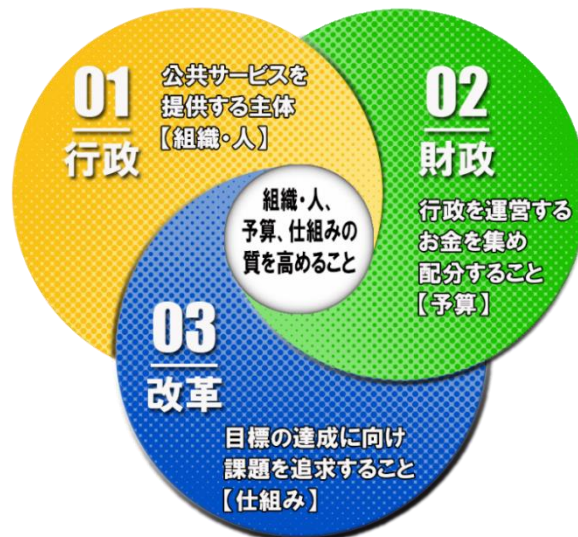 01
行政
公共サービスを
提供する主体
【組織・人】
02
財政
行政を運営する
お金を集め
配分すること
【予算】
組織・人、
予算、仕組みの
質を高めること
03
改革
目標の達成に向け
課題を追求すること
【仕組み】